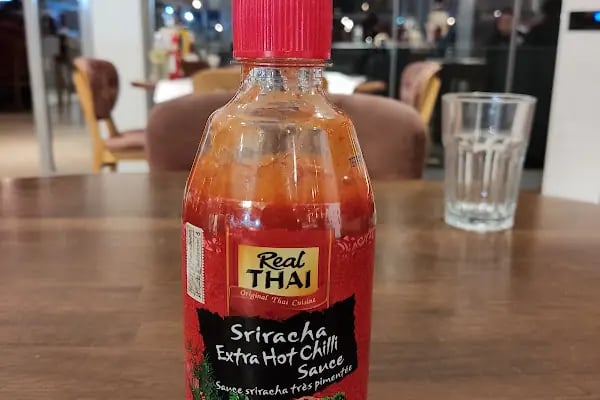 Real
THAI
Original Thai Cuisine
Sriracha
Extra Hot Chilli
Sauce
Sauce sriracha très pimentée